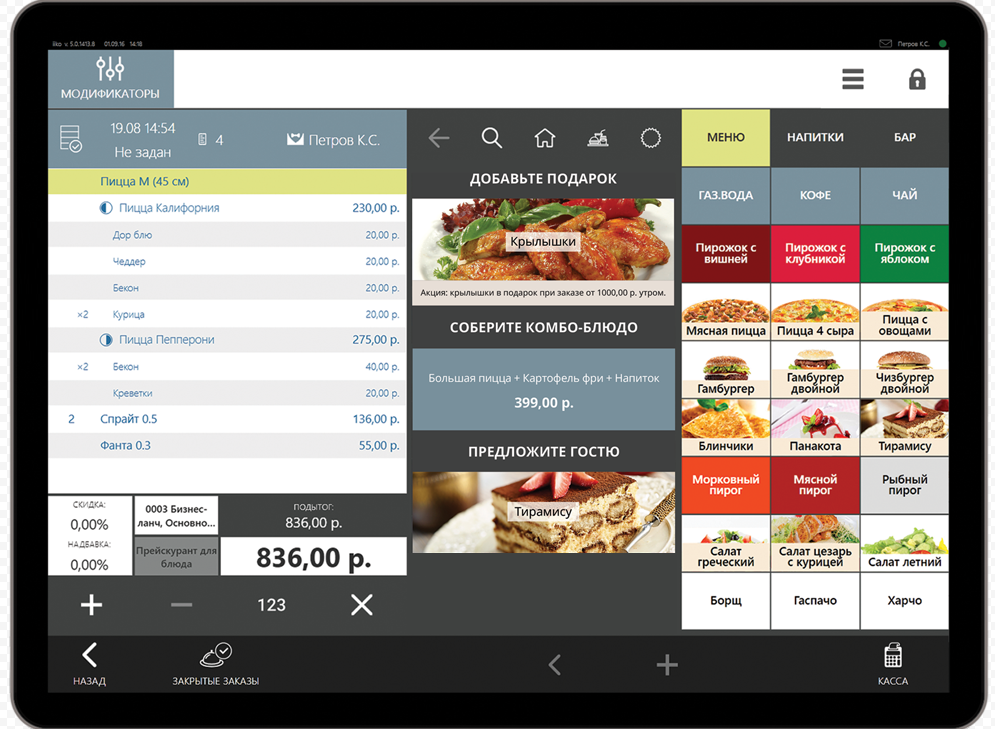 iiko v. 5.0.1413.8 01.09.16 14:18
Петров К.С.
МОДИФИКАТОРЫ
19.08 14:54
Не задан
4
Петров К.С.
Пицца М (45 см)
Пицца Калифорния 230,00 р.
Дор блю 20,00 р.
Чеддер 20,00 р.
Бекон 20,00 р.
×2 Курица 20,00 р.
Пицца Пепперони 275,00 р.
×2 Бекон 40,00 р.
Креветки 20,00 р.
2 Спрайт 0.5 136,00 р.
Фанта 0.3 55,00 р.
СКИДКА:
0,00%
НАДБАВКА:
0,00%
0003 Бизнес-
ланч, Основно...
Прейскурант для
блюда
ПОДЫТОГ:
836,00 р.
836,00 р.
123
ДОБАВЬТЕ ПОДАРОК
Крылышки
Акция: крылышки в подарок при заказе от 1000,00 р. утром.
СОБЕРИТЕ КОМБО-БЛЮДО
Большая пицца + Картофель фри + Напиток
399,00 р.
ПРЕДЛОЖИТЕ ГОСТЮ
Тирамису
МЕНЮ НАПИТКИ БАР
ГАЗ.ВОДА КОФЕ ЧАЙ
Пирожок с
вишней
Пирожок с
клубникой
Пирожок с
яблоком
Мясная пицца
Пицца 4 сыра
Пицца с
овощами
Гамбургер
Гамбургер
двойной
Чизбургер
двойной
Блинчики
Панакота
Тирамису
Морковный
пирог
Мясной
пирог
Рыбный
пирог
Салат
греческий
Салат цезарь
с курицей
Салат летний
Борщ
Гаспачо
Харчо
НАЗАД
ЗАКРЫТЫЕ ЗАКАЗЫ
КАССА